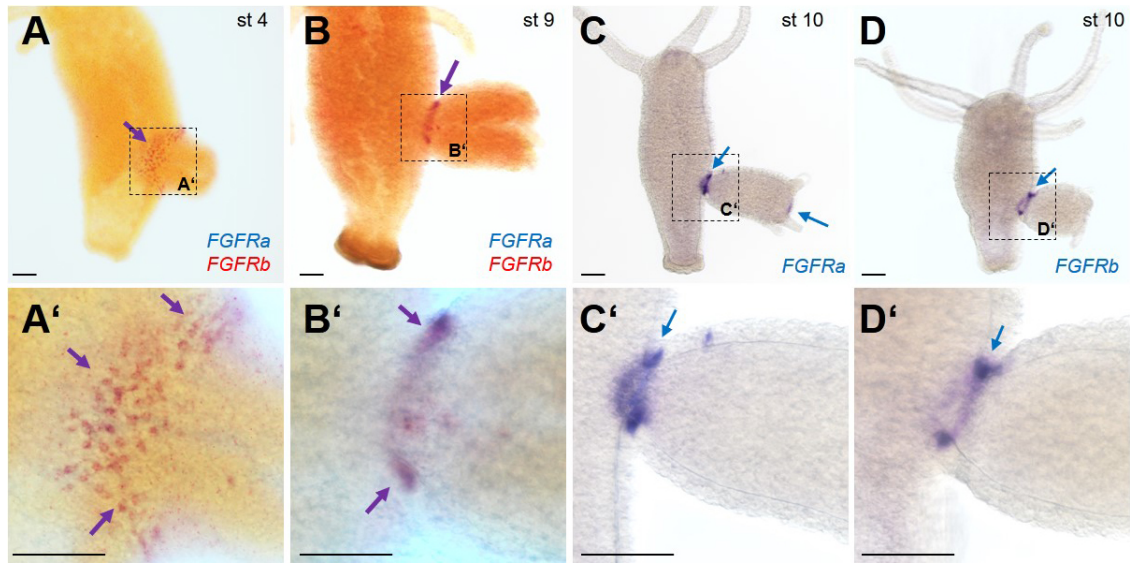 A
st 4
A'
FGFRa
FGFRb
B
st 9
B'
FGFRa
FGFRb
C
st 10
C'
FGFRa
D
st 10
D'
FGFRb
A'
B'
C'
D'